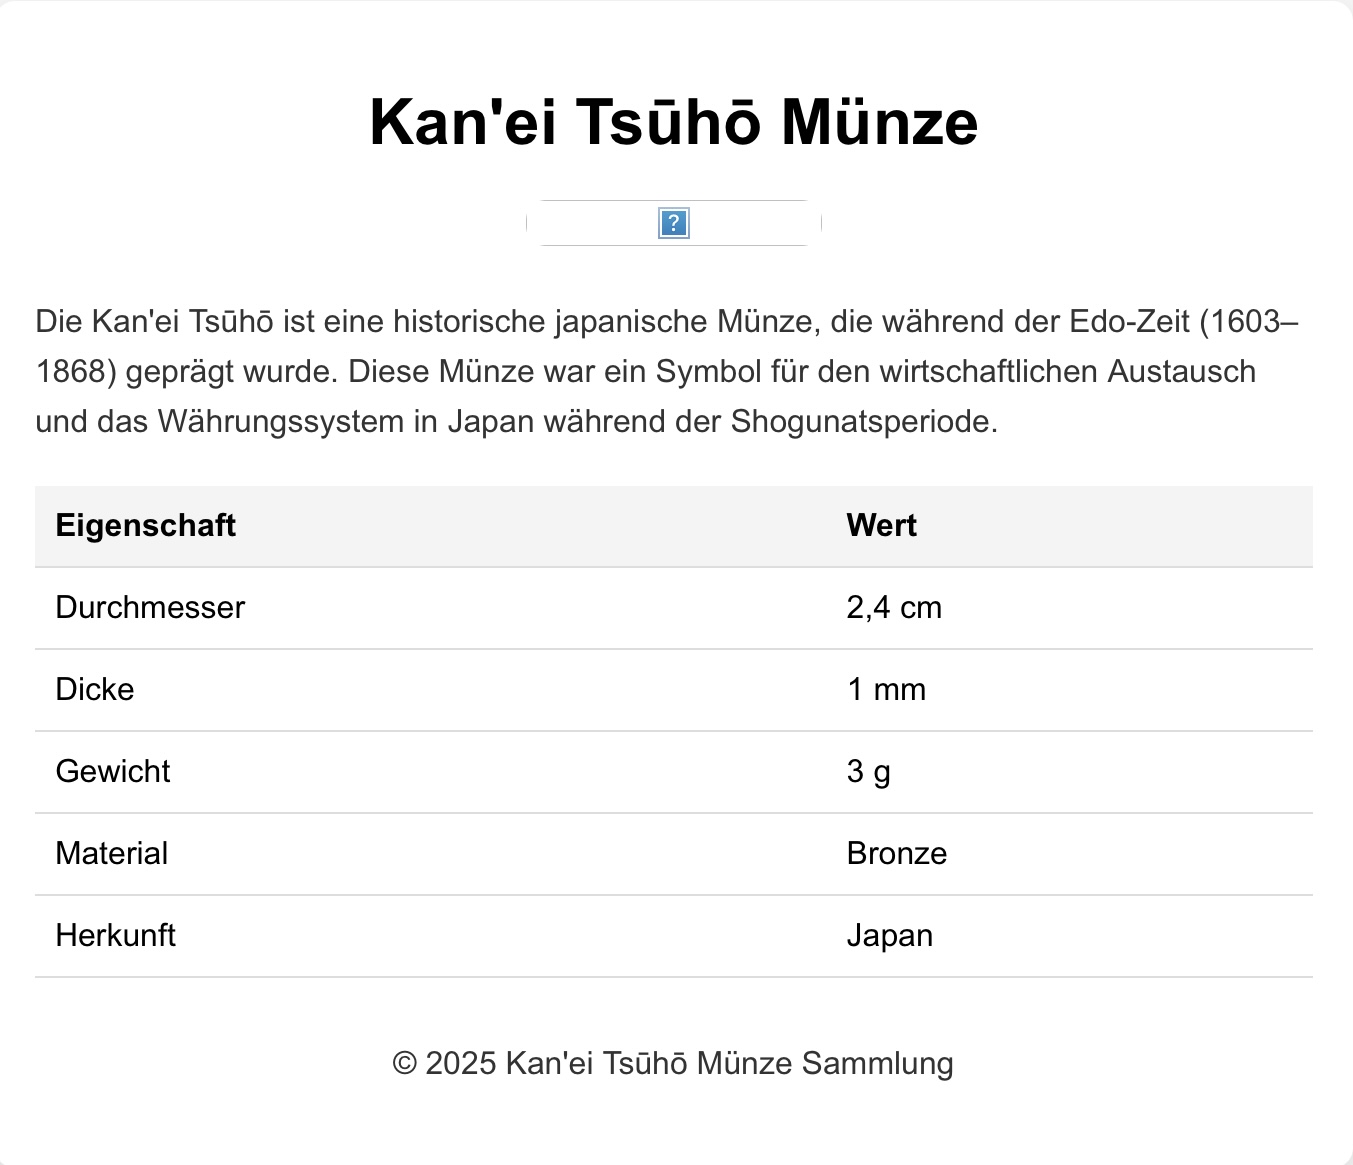 Kan'ei Tsūhō Münze
?
Die Kan'ei Tsūhō ist eine historische japanische Münze, die während der Edo-Zeit (1603–
1868) geprägt wurde. Diese Münze war ein Symbol für den wirtschaftlichen Austausch
und das Währungssystem in Japan während der Shogunatsperiode.
Eigenschaft Wert
Durchmesser 2,4 cm
Dicke 1 mm
Gewicht 3 g
Material Bronze
Herkunft Japan
© 2025 Kan'ei Tsūhō Münze Sammlung